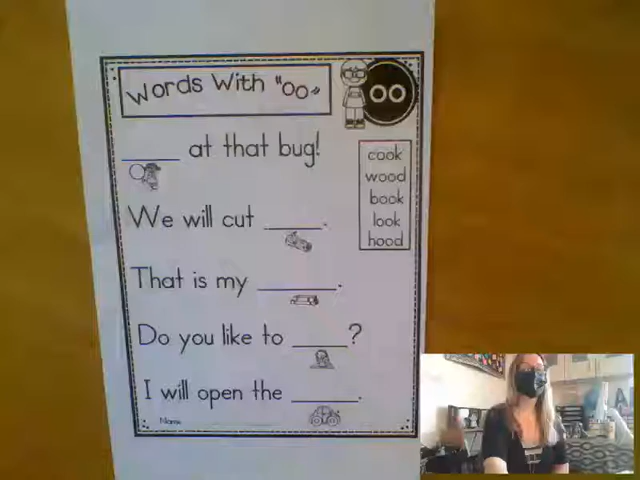 Words With "oo"
oo
____ at that bug!
We will cut ____.
That is my ____.
Do you like to ____?
I will open the ____.
Name
cook
wood
book
look
hood